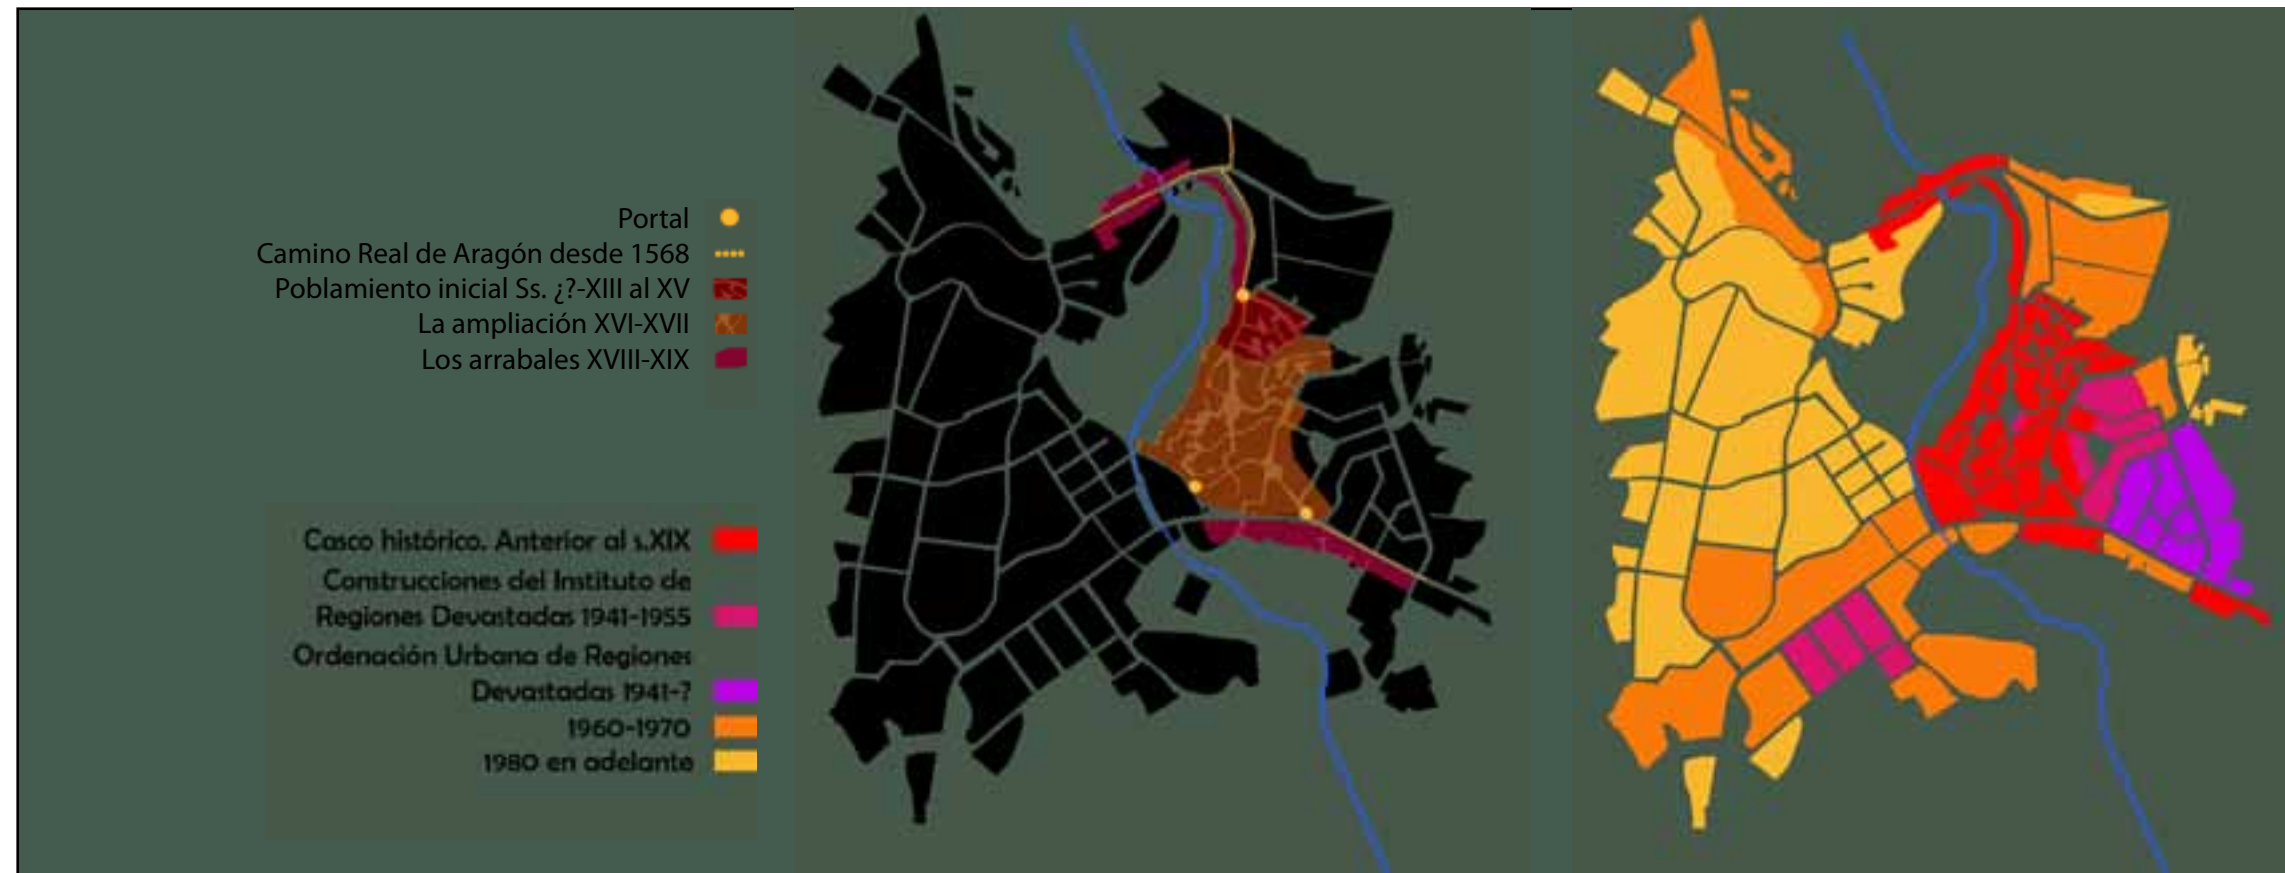 Portal
Camino Real de Aragón desde 1568
Poblamiento inicial Ss. ¿?-XIII al XV
La ampliación XVI-XVII
Los arrabales XVIII-XIX
Casco histórico. Anterior al s.XIX
Construcciones del Instituto de
Regiones Devastadas 1941-1955
Ordenación Urbana de Regiones
Devastadas 1941-?
1960-1970
1980 en adelante